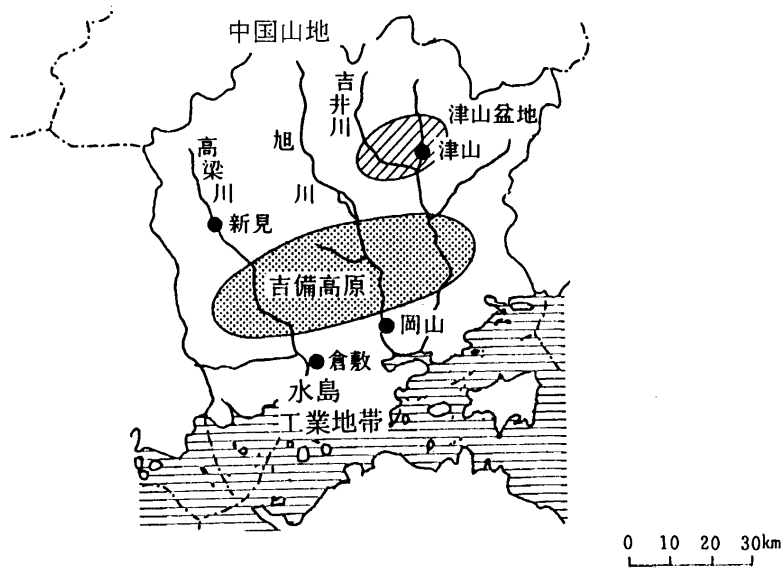 中国山地
吉井川
津山盆地
津山
高梁川
旭川
新見
吉備高原
岡山
倉敷
水島
工業地帯
0 10 20 30km